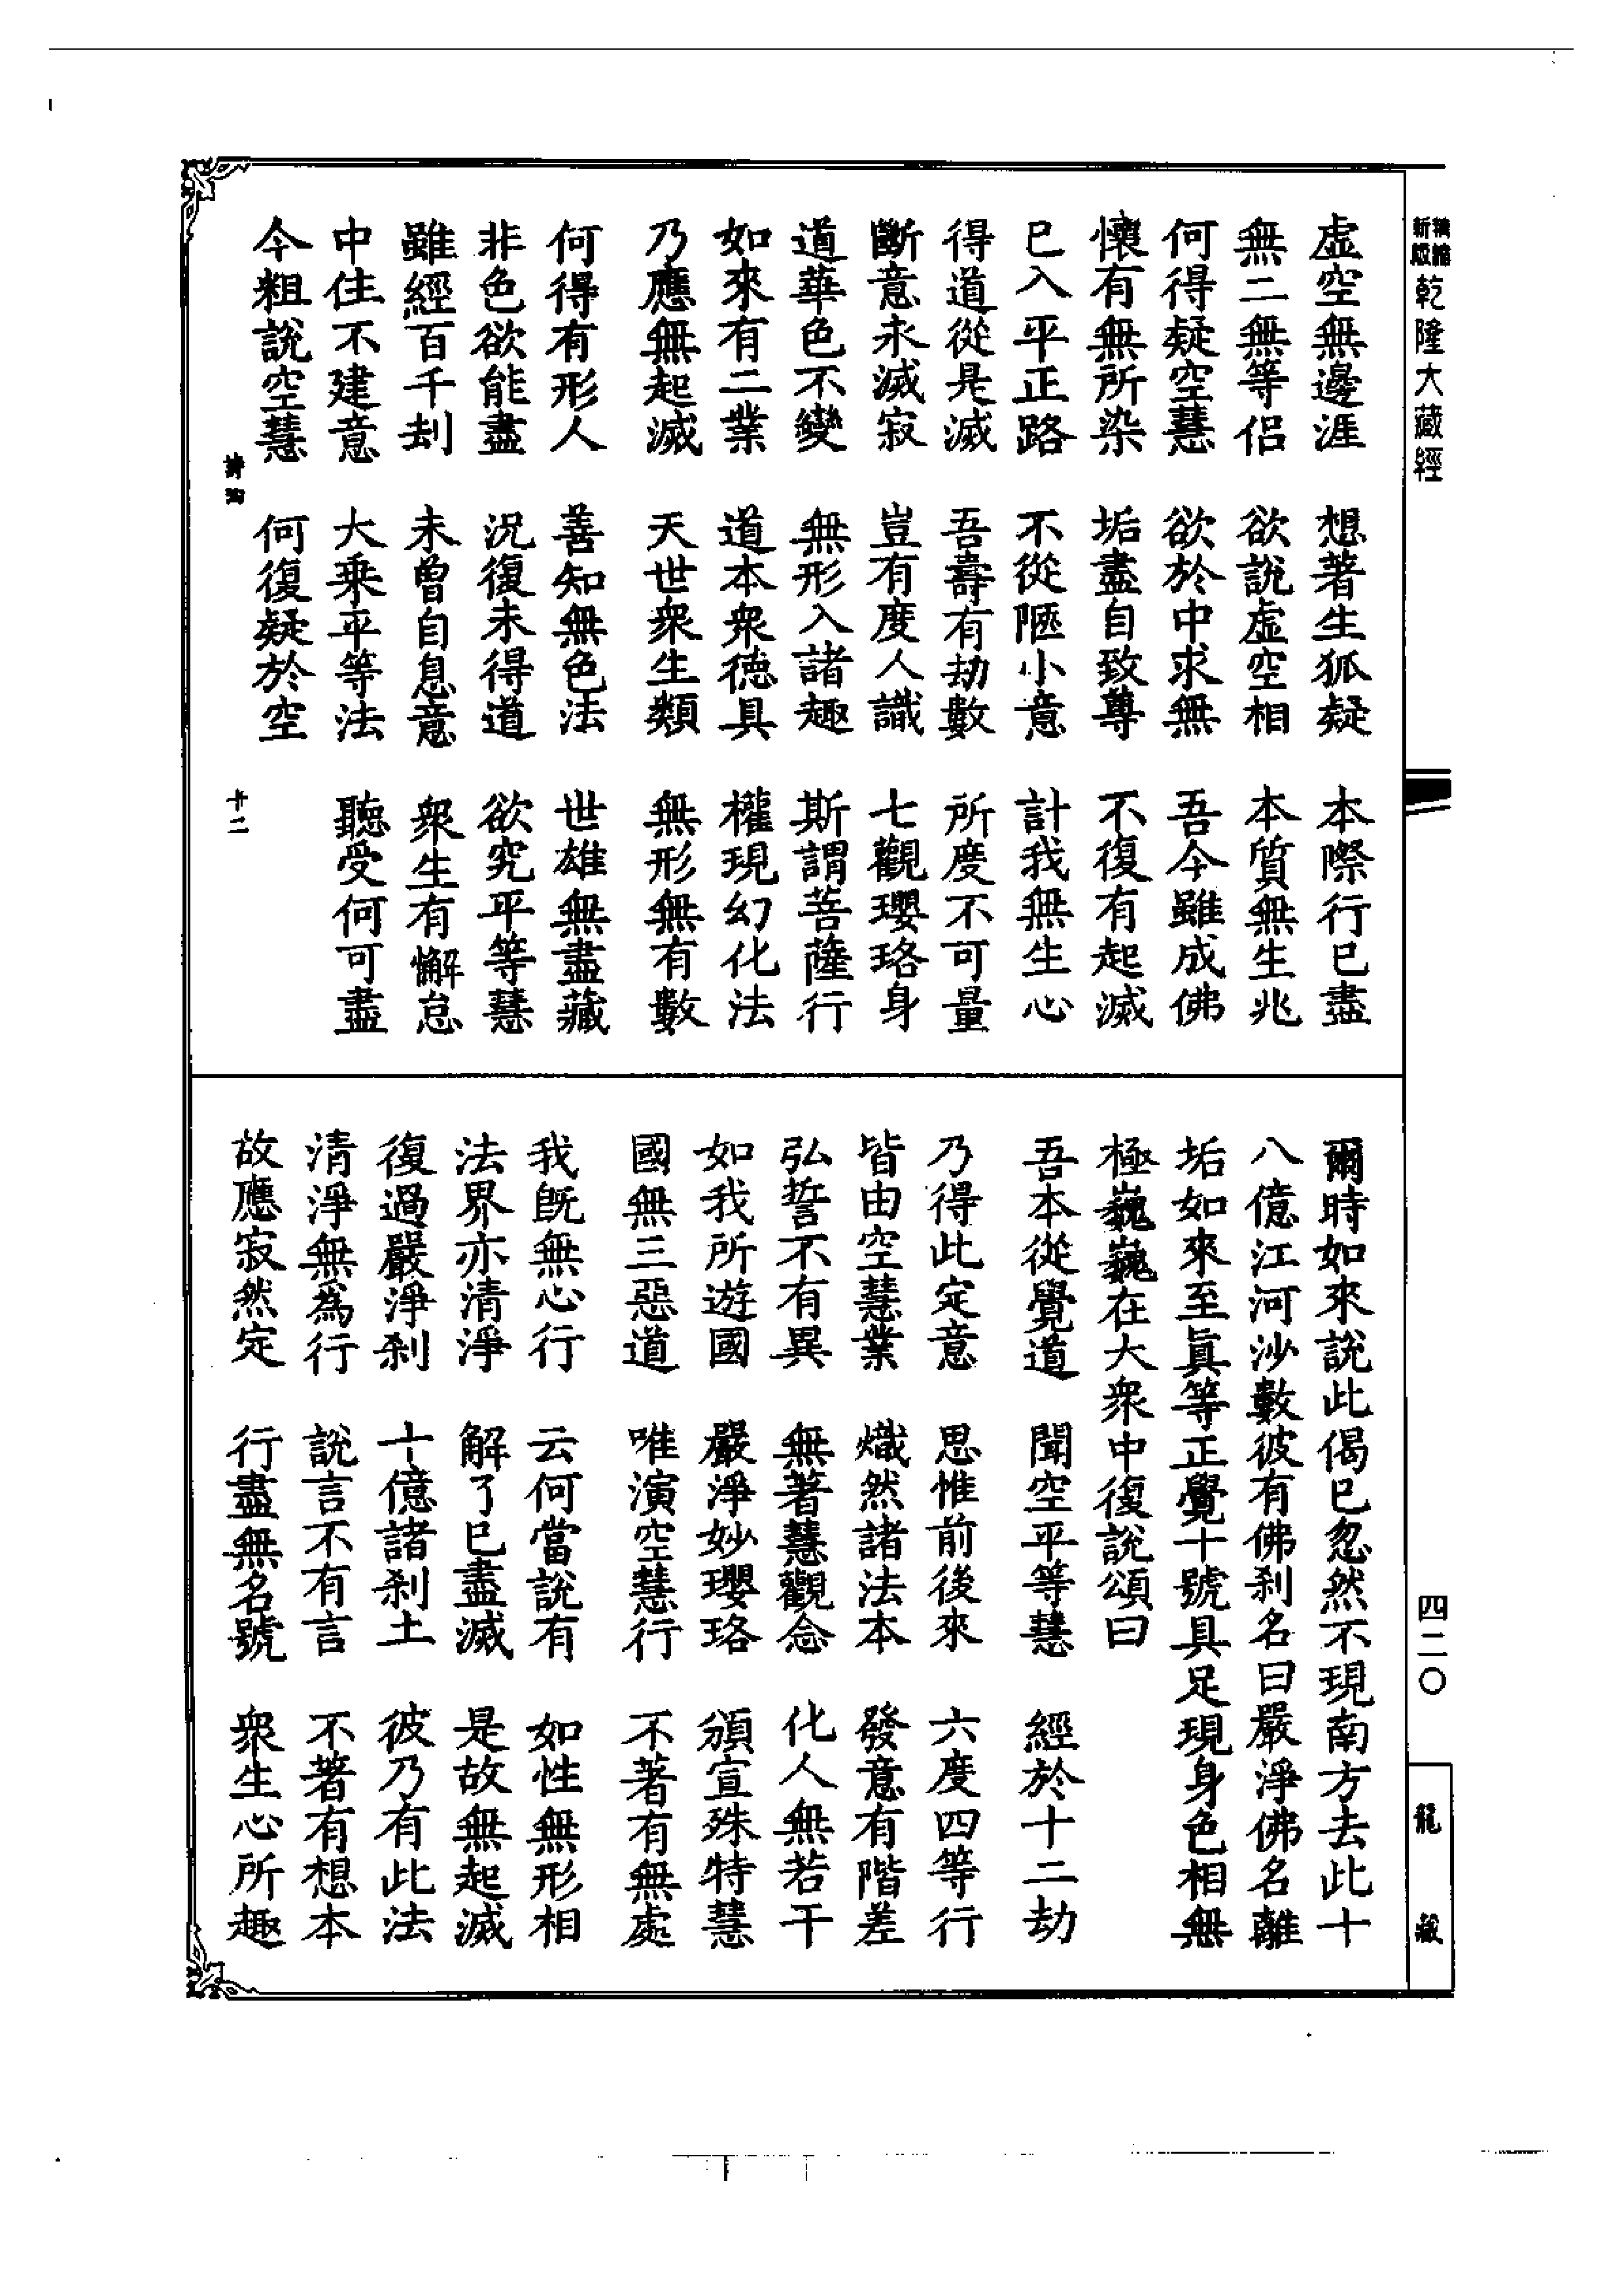 新版精縮乾隆大藏經
四二〇
龍藏
虛空無邊涯 想著生狐疑 本際行已盡
無二無等侶 欲說虛空相 本質無生兆
何得疑空慧 欲於中求無 吾今雖成佛
懷有無所染 垢盡自致尊 不復有起滅
已入平正路 不從陋小意 計我無生心
得道從是滅 吾壽有劫數 所度不可量
斷意永滅寂 豈有度人識 七觀瓔珞身
道華色不變 無形入諸趣 斯謂菩薩行
如來有二業 道本衆德具 權現幻化法
乃應無起滅 天世衆生類 無形無有數
何得有形人 善知無色法 世雄無盡藏
非色欲能盡 況復未得道 欲究平等慧
雖經百千刦 未曾自息意 衆生有懈怠
中住不建意 大乗平等法 聽受何可盡
今粗說空慧 何復疑於空
十二
爾時如來說此偈已忽然不現南方去此十
八億江河沙數彼有佛刹名曰嚴淨佛名離
垢如來至眞等正覺十號具足現身色相無
極巍巍在大衆中復說頌曰
吾本從覺道 聞空平等慧 經於十二劫
乃得此定意 思惟前後來 六度四等行
皆由空慧業 熾然諸法本 發意有階差
弘誓不有異 無著慧觀念 化人無若干
如我所遊國 嚴淨妙瓔珞 頒宣殊特慧
國無三惡道 唯演空慧行 不著有無處
我旣無心行 云何當說有 如性無形相
法界亦清淨 解了已盡滅 是故無起滅
復過嚴淨刹 十億諸刹土 彼乃有此法
清淨無爲行 說言不有言 不著有想本
故應寂然定 行盡無名號 衆生心所趣